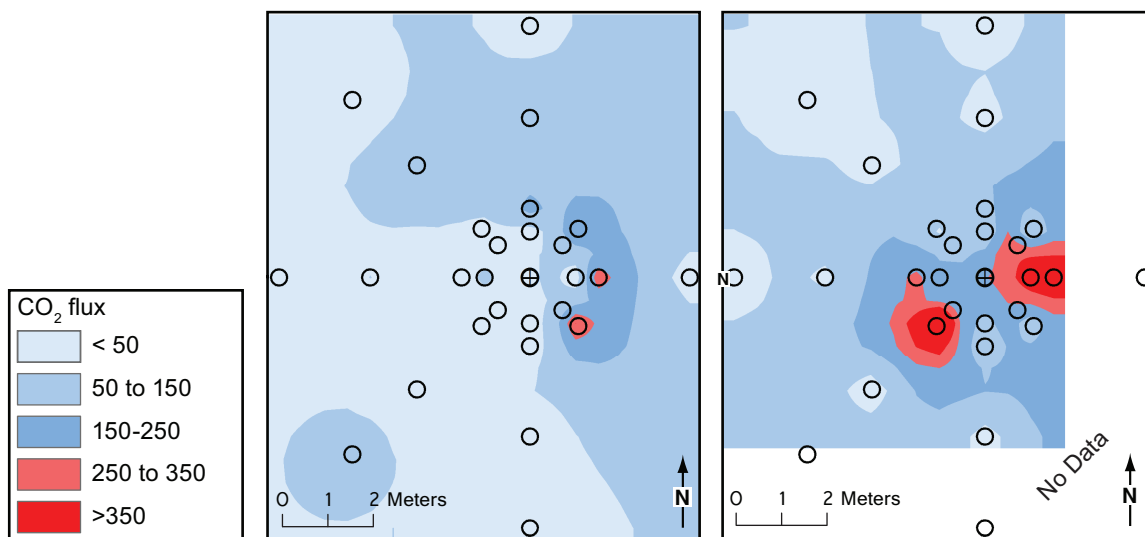 CO₂ flux
< 50
50 to 150
150-250
250 to 350
>350
0 1 2 Meters
N
N
0 1 2 Meters
No Data
N